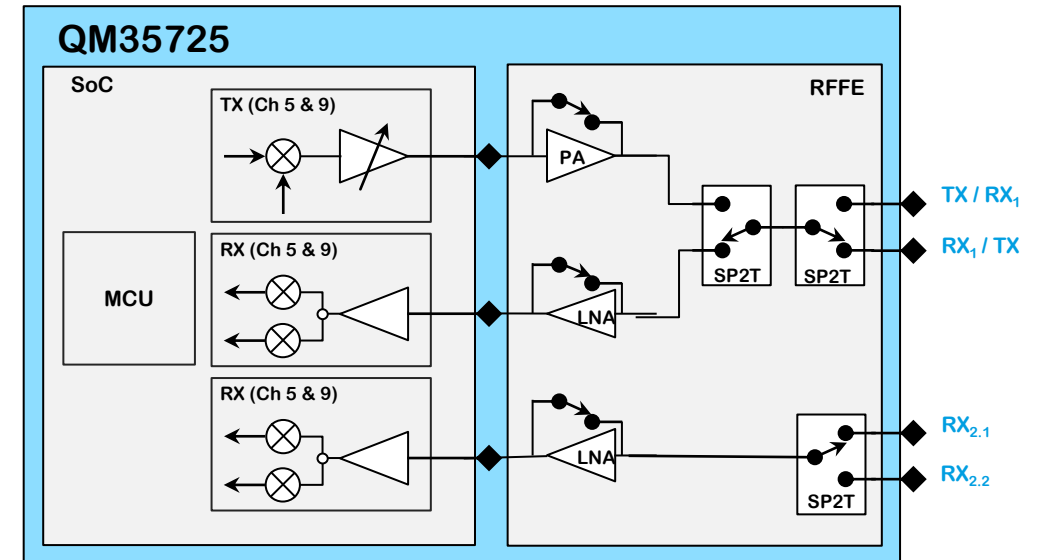 QM35725
SoC
RFFE
TX (Ch 5 & 9)
PA
TX / RX₁
RX₁ / TX
SP2T
SP2T
RX (Ch 5 & 9)
MCU
LNA
RX (Ch 5 & 9)
LNA
RX₂.₁
RX₂.₂
SP2T